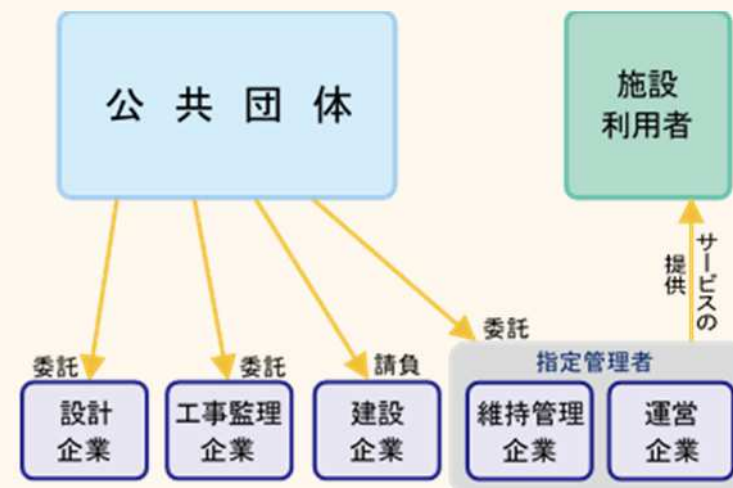 公共団体
施設
利用者
サービスの
提供
委託
委託
請負
委託
指定管理者
設計
企業
工事監理
企業
建設
企業
維持管理
企業
運営
企業